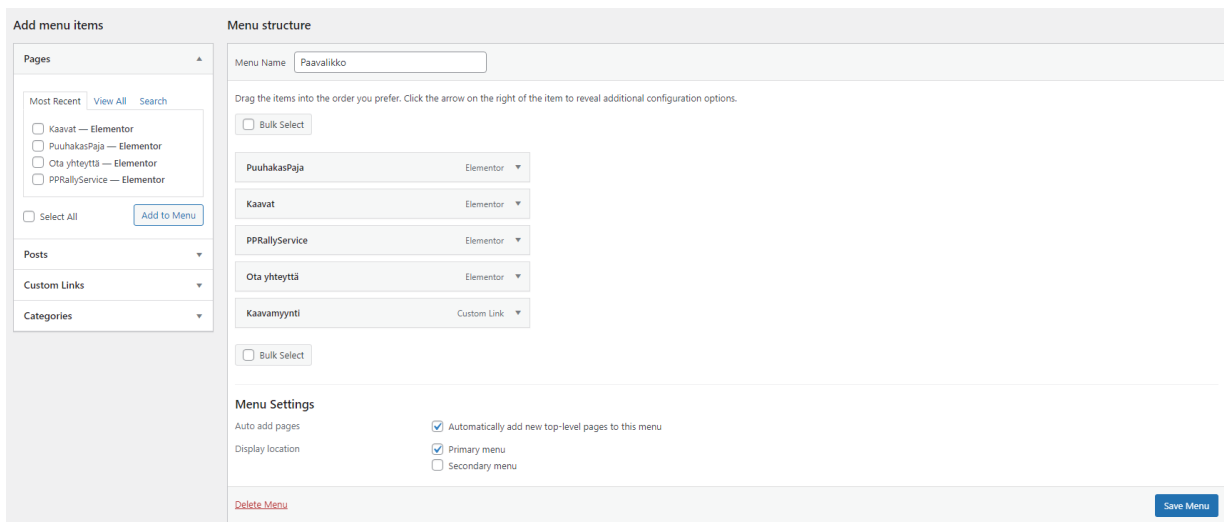 Add menu items
Pages
Most Recent View All Search
Kaavat — Elementor
PuuhakasPaja — Elementor
Ota yhteyttä — Elementor
PPRallyService — Elementor
Select All Add to Menu
Posts
Custom Links
Categories
Menu structure
Menu Name Paavalikko
Drag the items into the order you prefer. Click the arrow on the right of the item to reveal additional configuration options.
Bulk Select
PuuhakasPaja Elementor
Kaavat Elementor
PPRallyService Elementor
Ota yhteyttä Elementor
Kaavamyynti Custom Link
Bulk Select
Menu Settings
Auto add pages Automatically add new top-level pages to this menu
Display location Primary menu
Secondary menu
Delete Menu Save Menu